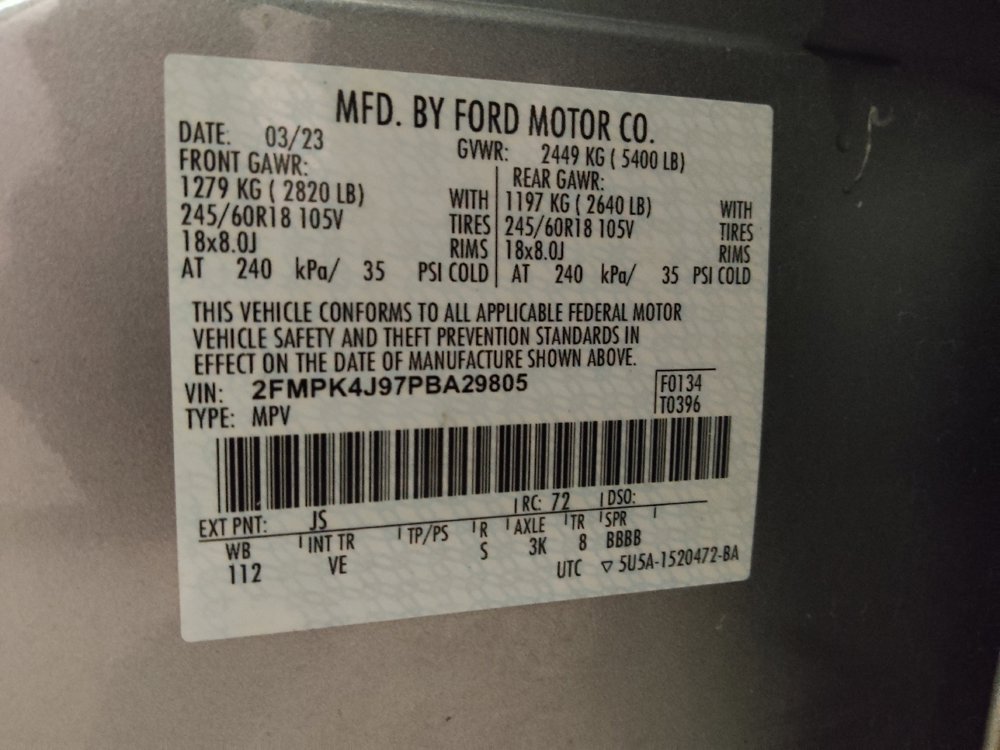 MFD. BY FORD MOTOR CO.
DATE: 03/23 GVWR: 2449 KG ( 5400 LB)
FRONT GAWR: REAR GAWR:
1279 KG ( 2820 LB) WITH 1197 KG ( 2640 LB) WITH
245/60R18 105V TIRES 245/60R18 105V TIRES
18x8.0J RIMS 18x8.0J RIMS
AT 240 kPa/ 35 PSI COLD AT 240 kPa/ 35 PSI COLD
THIS VEHICLE CONFORMS TO ALL APPLICABLE FEDERAL MOTOR
VEHICLE SAFETY AND THEFT PREVENTION STANDARDS IN
EFFECT ON THE DATE OF MANUFACTURE SHOWN ABOVE.
VIN: 2FMPK4J97PBA29805 F0134
TYPE: MPV T0396
EXT PNT: JS RC: 72 DSO:
WB INT TR TP/PS R AXLE TR SPR
112 VE S 3K 8 BBBB
UTC ▽ 5U5A-1520472-BA